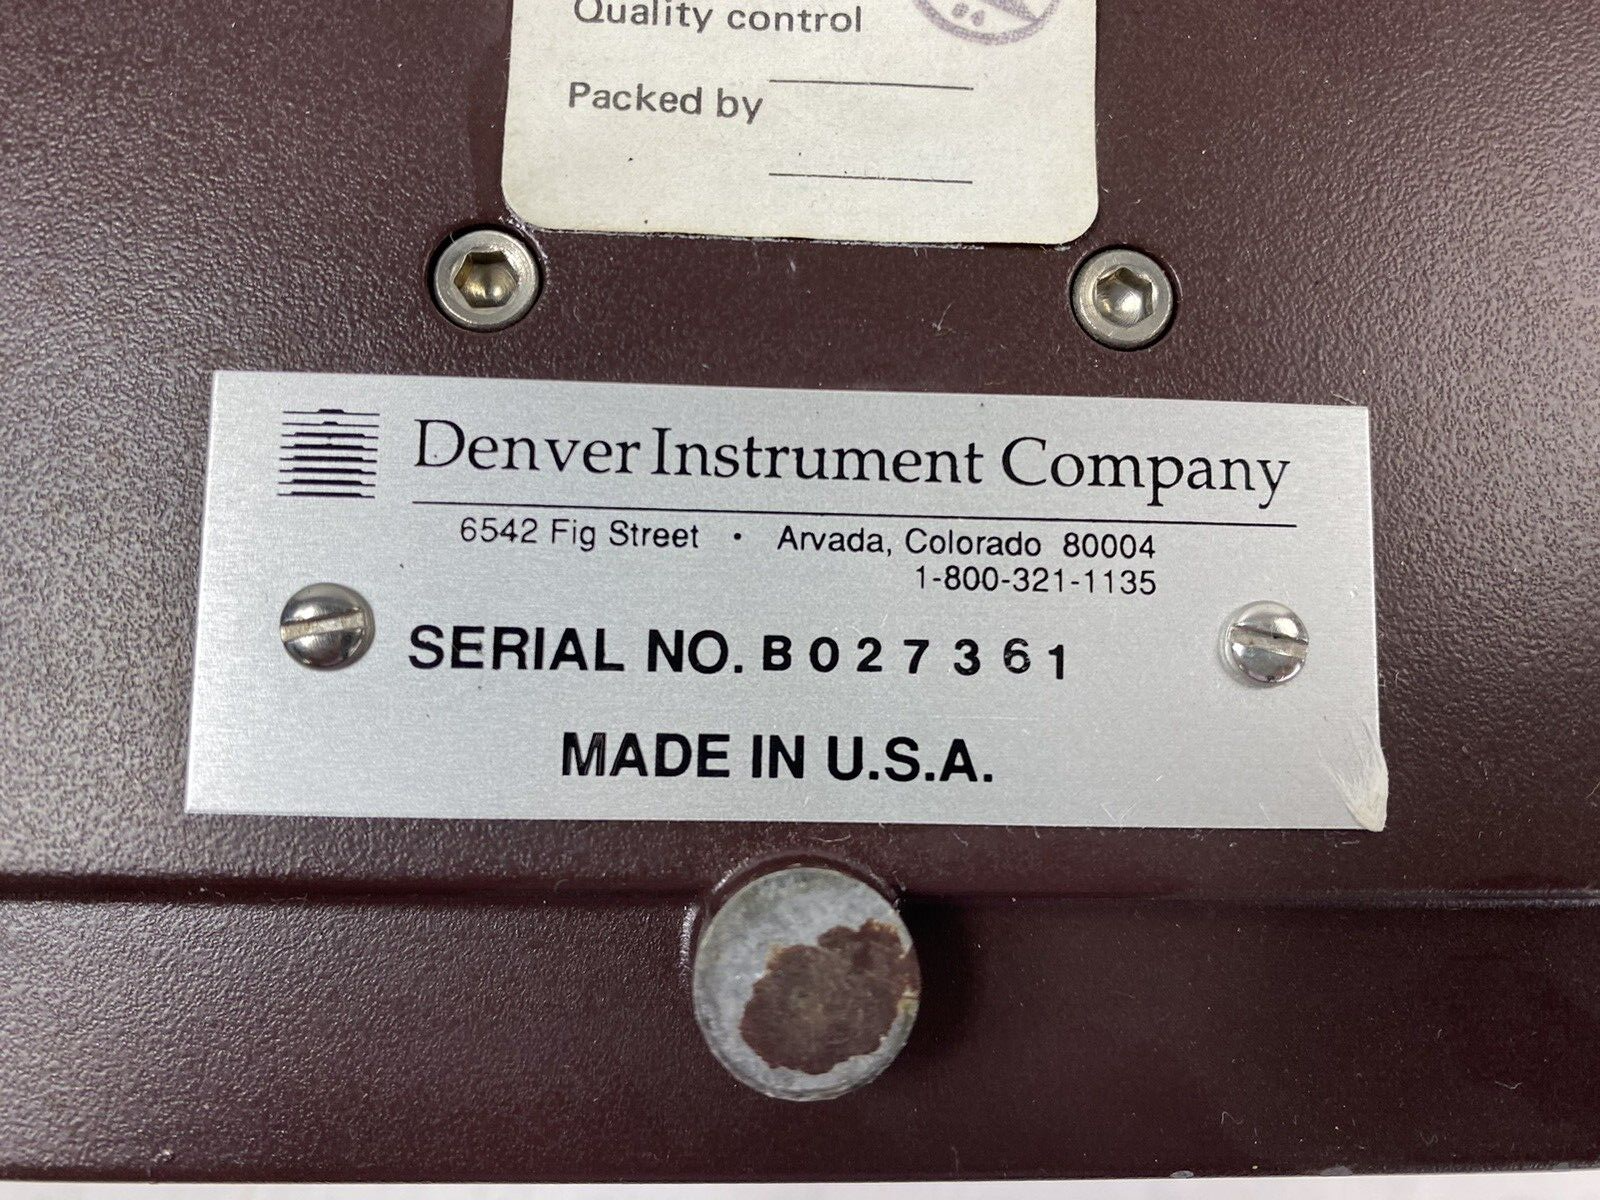 Quality control
84
Packed by
Denver Instrument Company
6542 Fig Street • Arvada, Colorado 80004
1-800-321-1135
SERIAL NO. B027361
MADE IN U.S.A.